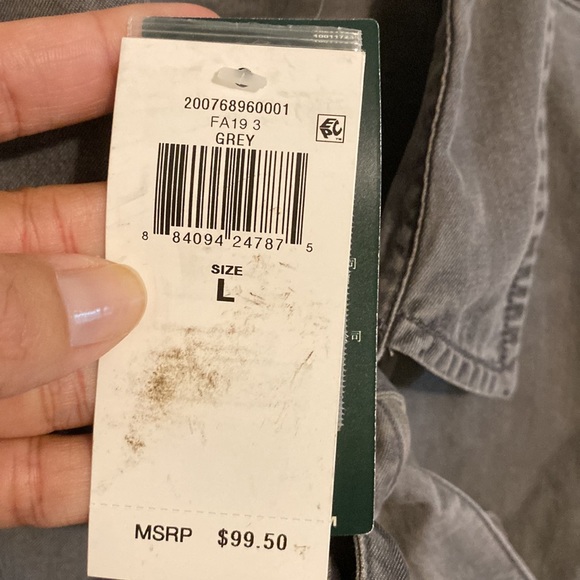 200768960001
FA19 3
GREY
8 84094 24787 5
SIZE
L
MSRP $99.50